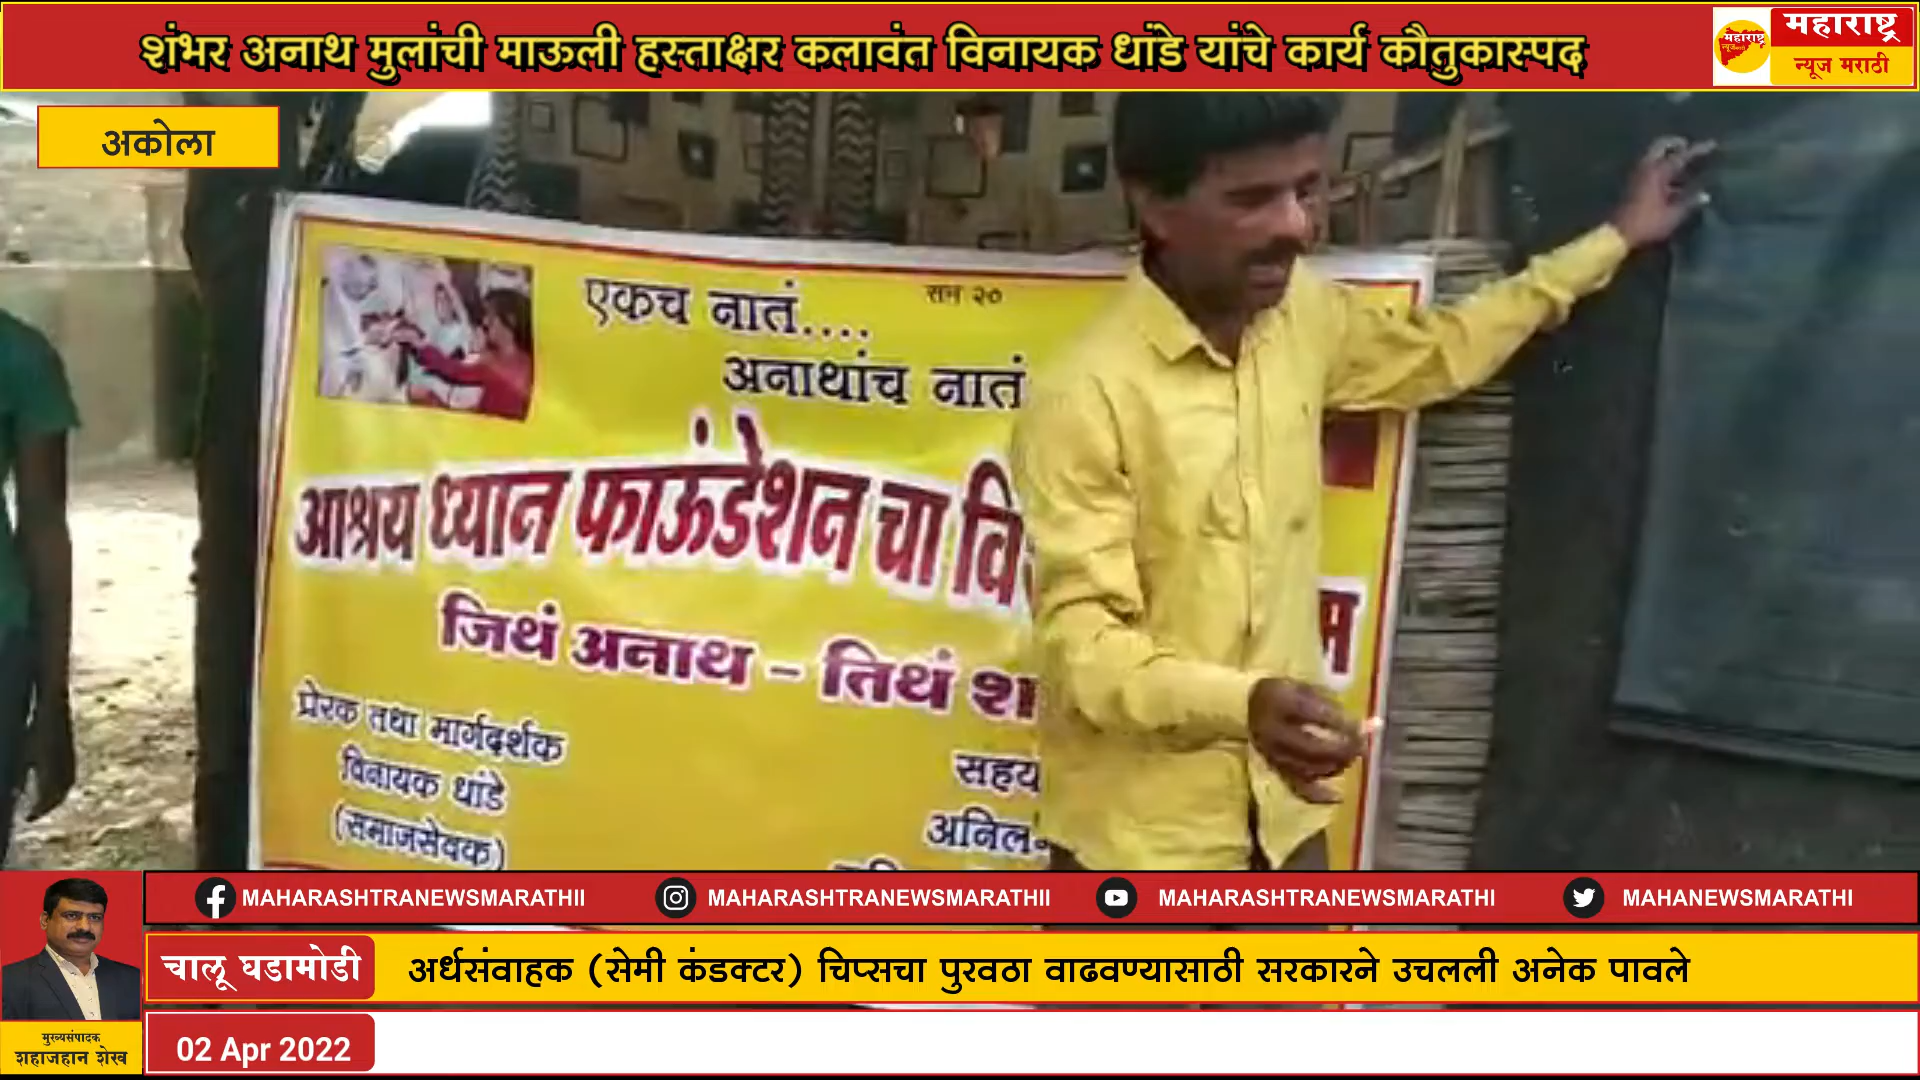 शंभर अनाथ मुलांची माऊली हस्ताक्षर कलावंत विनायक धांडे यांचे कार्य कौतुकास्पद
महाराष्ट्र
महाराष्ट्र
न्यूज मराठी
अकोला
एकच नातं....
सन २०
अनाथांच नातं
आश्रय ध्यान फाऊंडेशन चा वि
म
जिथं अनाथ - तिथं
प्रेरक तथा मार्गदर्शक
विनायक धांडे
(समाजसेवक)
अनिल
MAHARASHTRANEWSMARATHII
MAHARASHTRANEWSMARATHII
MAHARASHTRANEWSMARATHI
MAHANEWSMARATHI
चालू घडामोडी
अर्धसंवाहक (सेमी कंडक्टर) चिप्सचा पुरवठा वाढवण्यासाठी सरकारने उचलली अनेक पावले
मुख्यसंपादक
शहाजहान शेख
02 Apr 2022